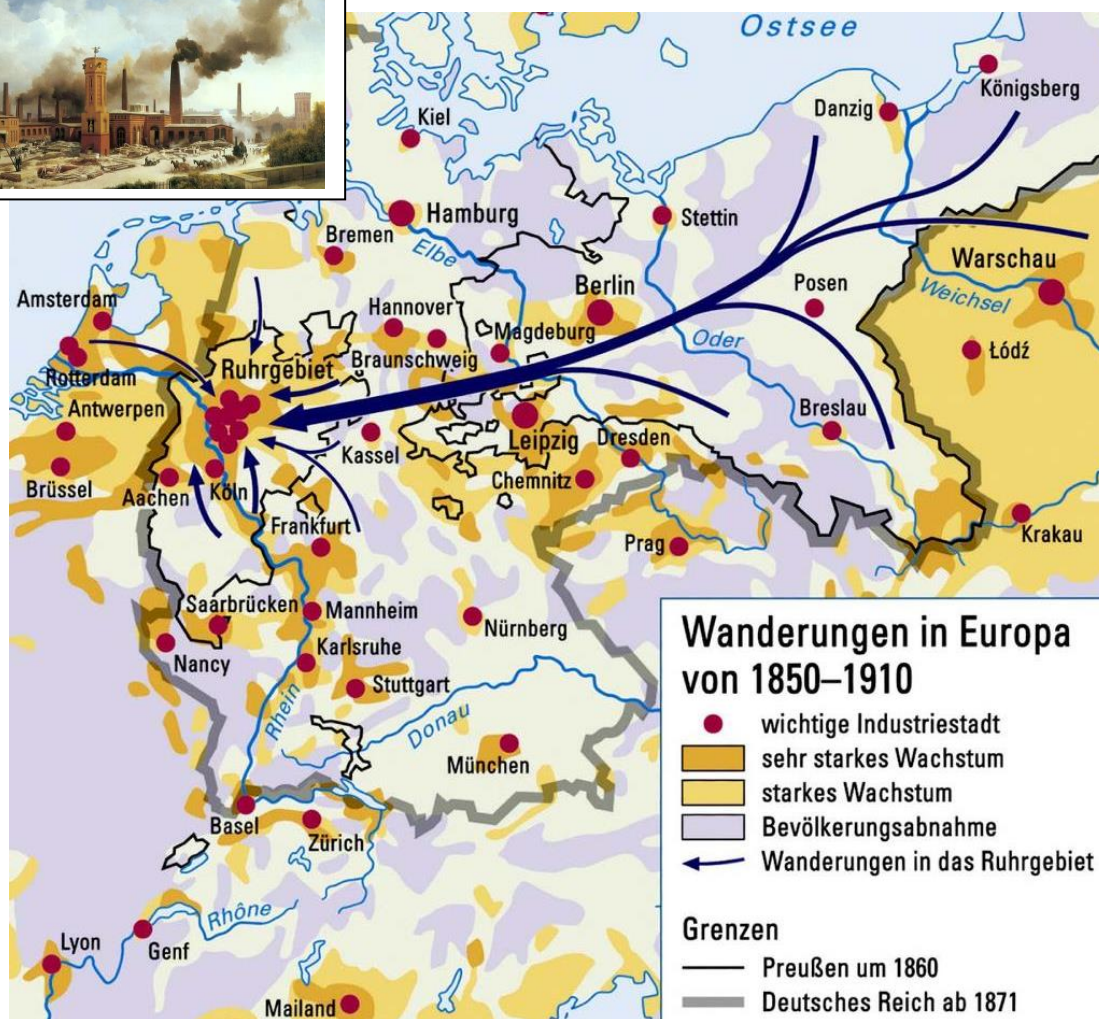 Ostsee
Königsberg
Danzig
Kiel
Hamburg
Stettin
Bremen
Elbe
Warschau
Berlin
Posen
Weichsel
Amsterdam
Hannover
Magdeburg
Oder
Łódź
Ruhrgebiet
Braunschweig
Rotterdam
Antwerpen
Breslau
Leipzig
Dresden
Kassel
Brüssel
Aachen
Köln
Chemnitz
Frankfurt
Krakau
Prag
Saarbrücken
Mannheim
Nürnberg
Nancy
Karlsruhe
Stuttgart
Rhein
Donau
München
Basel
Zürich
Rhône
Lyon
Genf
Mailand
Wanderungen in Europa
von 1850–1910
wichtige Industriestadt
sehr starkes Wachstum
starkes Wachstum
Bevölkerungsabnahme
Wanderungen in das Ruhrgebiet
Grenzen
Preußen um 1860
Deutsches Reich ab 1871